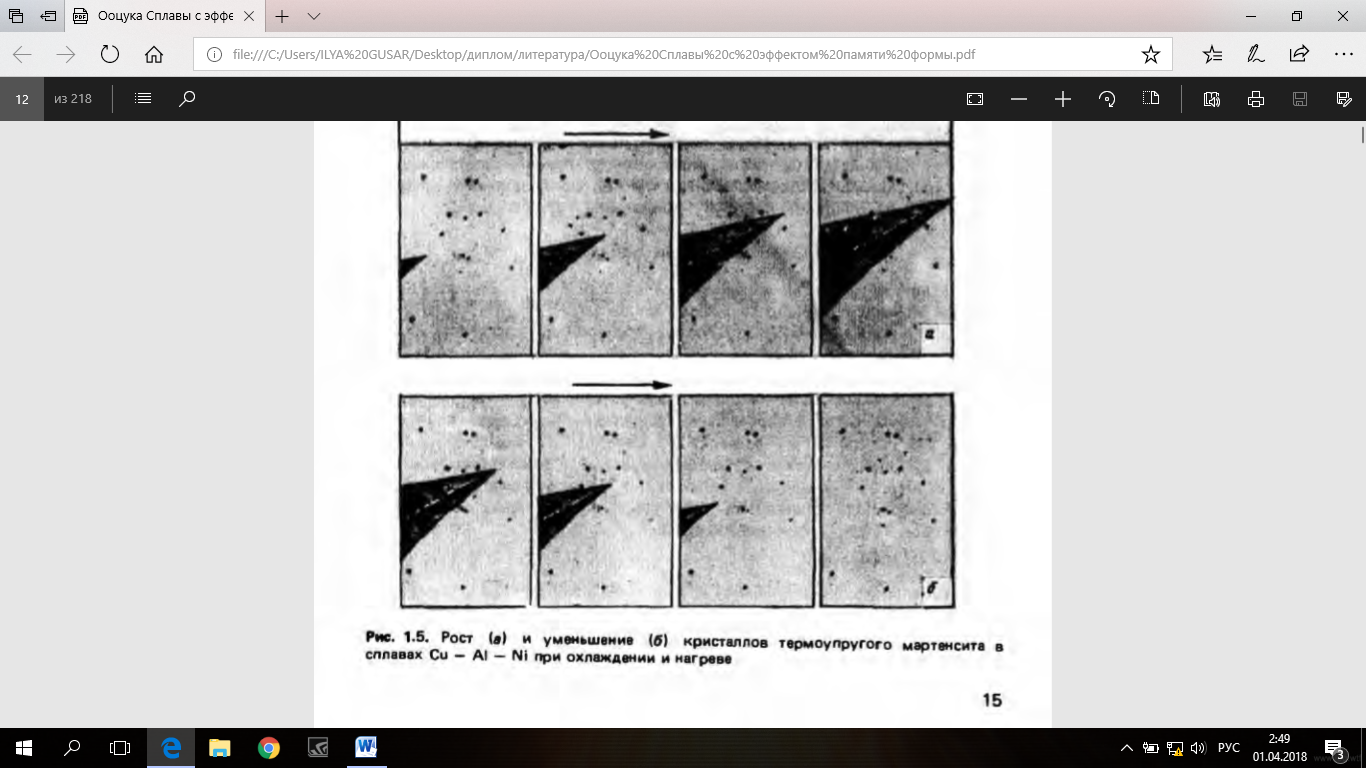 Ооцука Сплавы с эффе
file:///C:/Users/ILYA%20GUSAR/Desktop/диплом/литература/Ооцука%20Сплавы%20с%20эффектом%20памяти%20формы.pdf
12 из 218
а
б
Рис. 1.5. Рост (а) и уменьшение (б) кристаллов термоупругого мартенсита в
сплавах Cu — Al — Ni при охлаждении и нагреве
15
РУС
2:49
01.04.2018
3